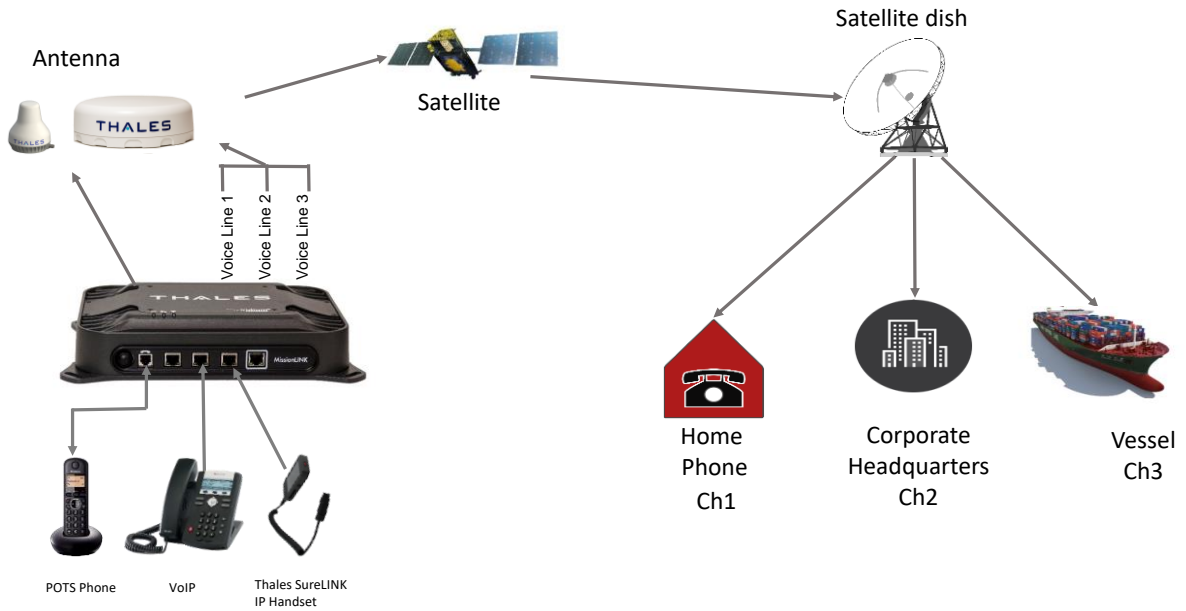 Satellite dish
Antenna
Satellite
THALES
THALES
Voice Line 1
Voice Line 2
Voice Line 3
THALES
MissionLINK
Home
Phone
Ch1
Corporate
Headquarters
Ch2
Vessel
Ch3
POTS Phone
VoIP
Thales SureLINK
IP Handset